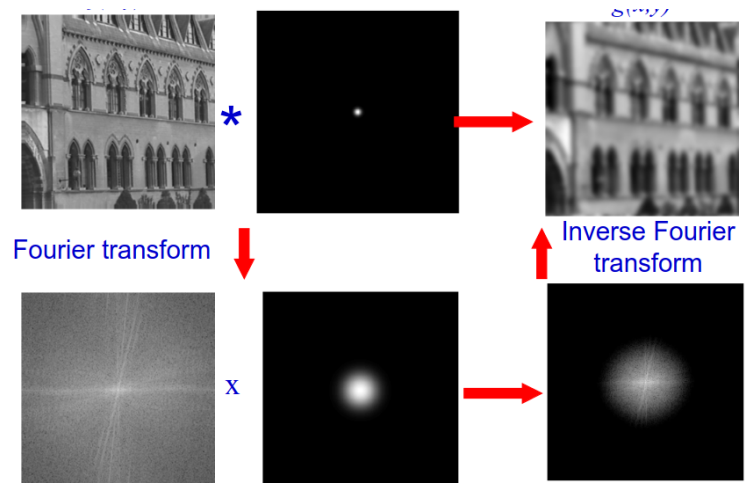 g(x,y)
*
Fourier transform
Inverse Fourier
transform
x